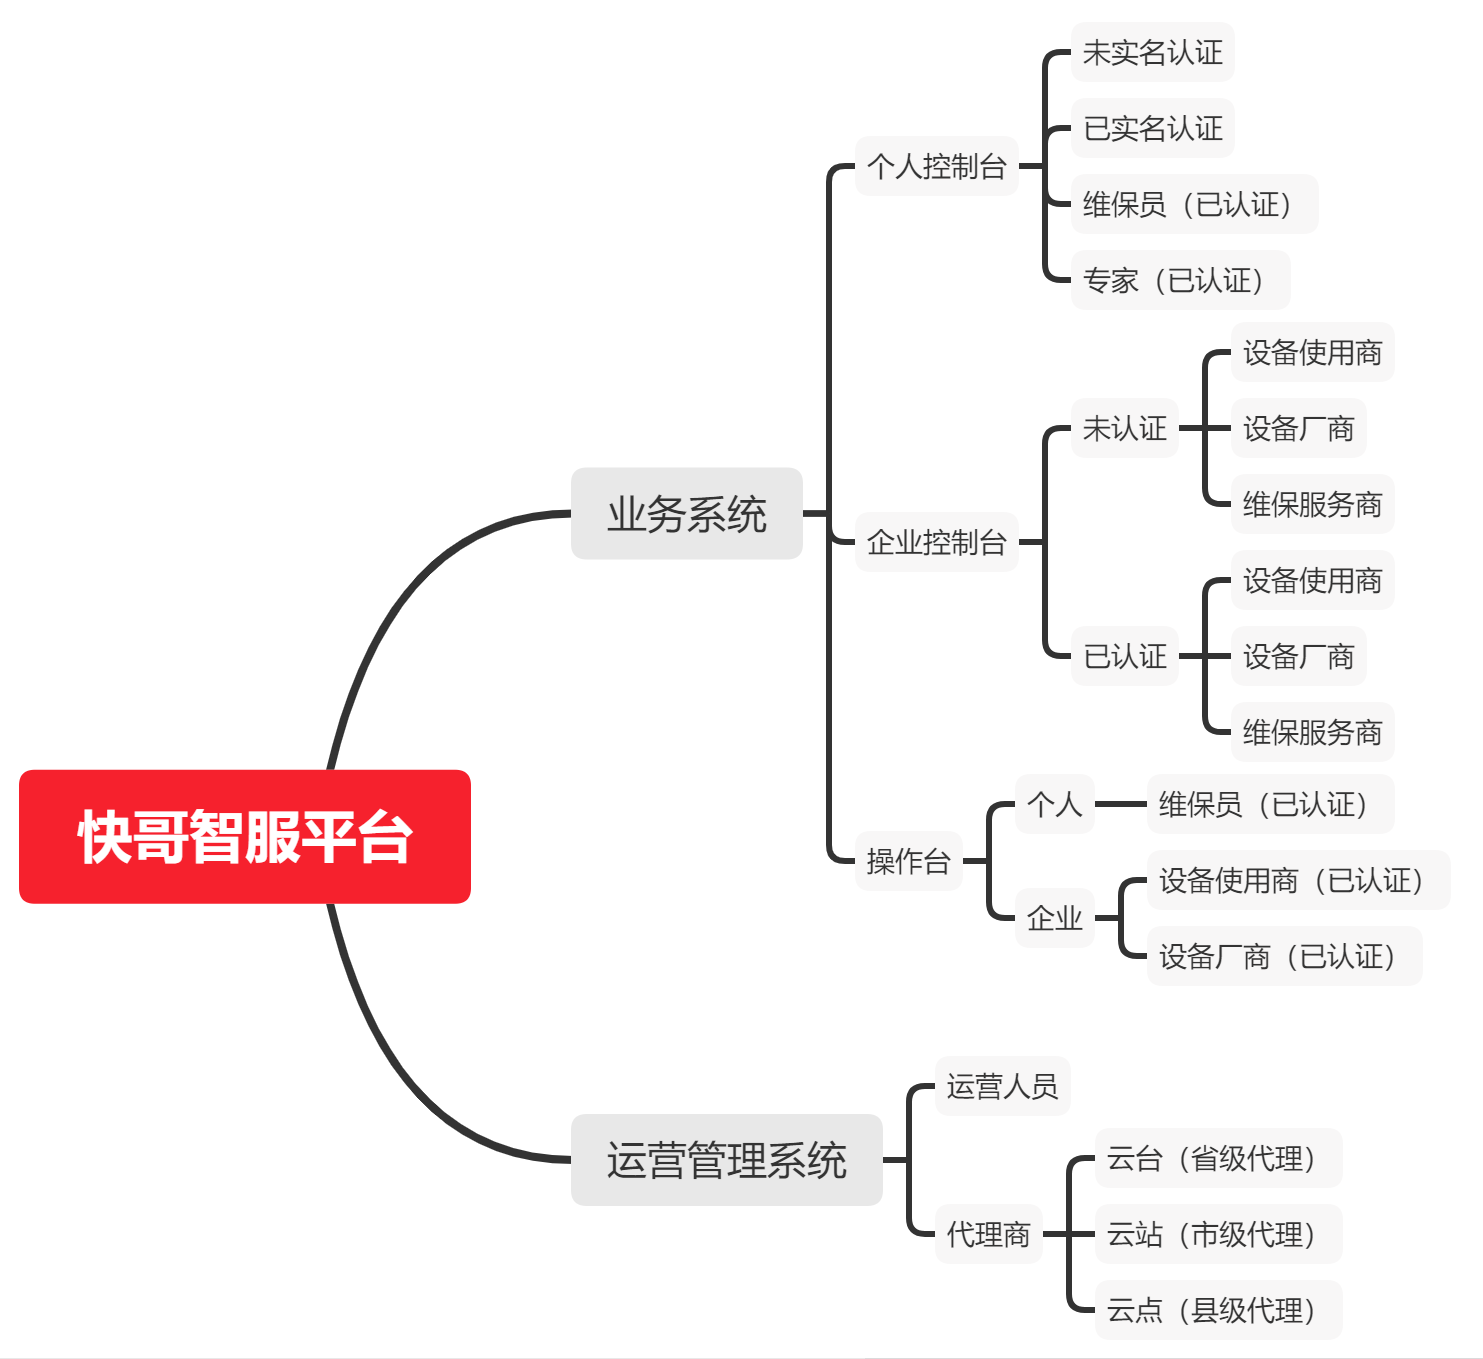 快哥智服平台
业务系统
个人控制台
未实名认证
已实名认证
维保员（已认证）
专家（已认证）
企业控制台
未认证
设备使用商
设备厂商
维保服务商
已认证
设备使用商
设备厂商
维保服务商
操作台
个人
维保员（已认证）
企业
设备使用商（已认证）
设备厂商（已认证）
运营管理系统
运营人员
代理商
云台（省级代理）
云站（市级代理）
云点（县级代理）